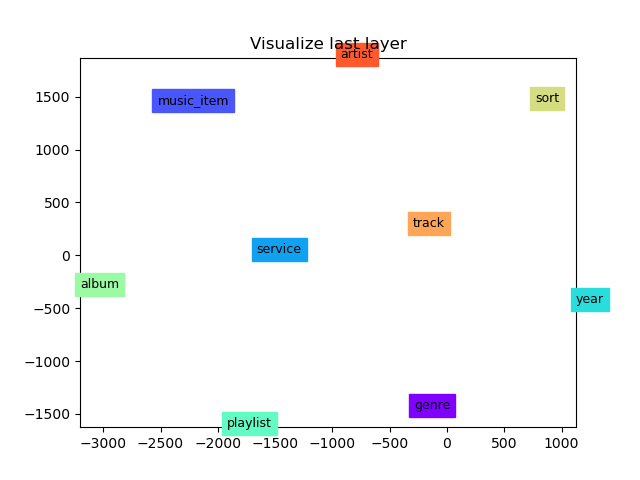 Visualize last layer
artist
music_item
sort
track
service
album
year
genre
playlist
1500
1000
500
0
−500
−1000
−1500
−3000 −2500 −2000 −1500 −1000 −500 0 500 1000